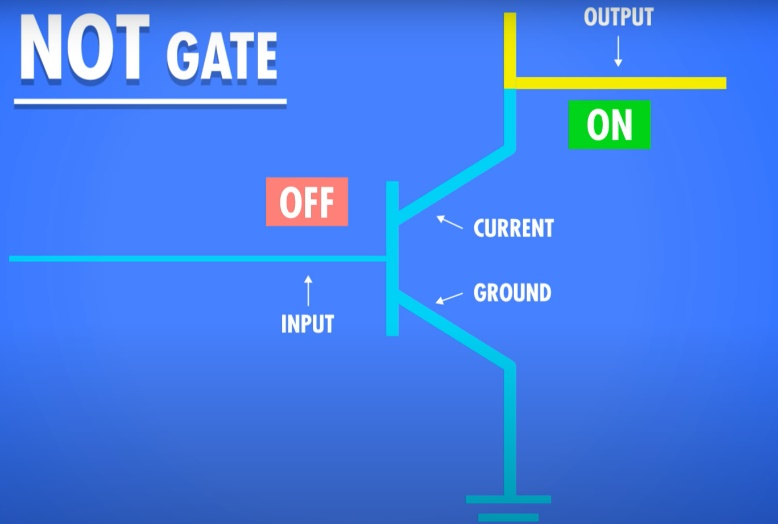 NOT GATE
OUTPUT
ON
OFF
CURRENT
GROUND
INPUT